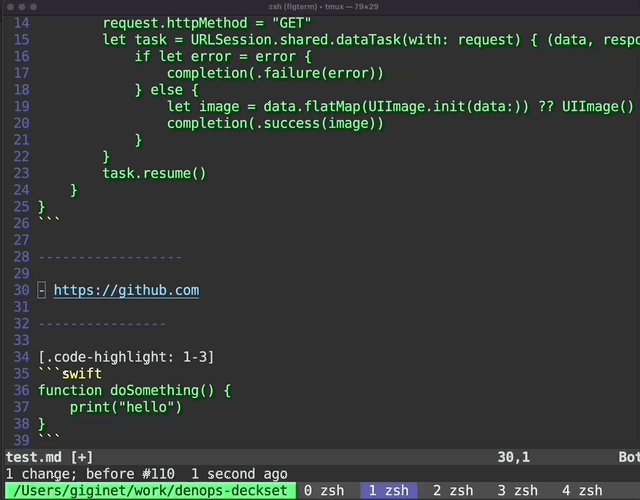 zsh (figterm) • tmux — 79×29
14         request.httpMethod = "GET"
15         let task = URLSession.shared.dataTask(with: request) { (data, respo
16             if let error = error {
17                 completion(.failure(error))
18             } else {
19                 let image = data.flatMap(UIImage.init(data:)) ?? UIImage()
20                 completion(.success(image))
21             }
22         }
23         task.resume()
24     }
25 }
26 ```
27
28 ------------------
29
30 - https://github.com
31
32 ----------------
33
34 [.code-highlight: 1-3]
35 ```swift
36 function doSomething() {
37     print("hello")
38 }
39 ```
test.md [+] 30,1 Bot
1 change; before #110  1 second ago
/Users/giginet/work/denops-deckset 0 zsh 1 zsh 2 zsh 3 zsh 4 zsh